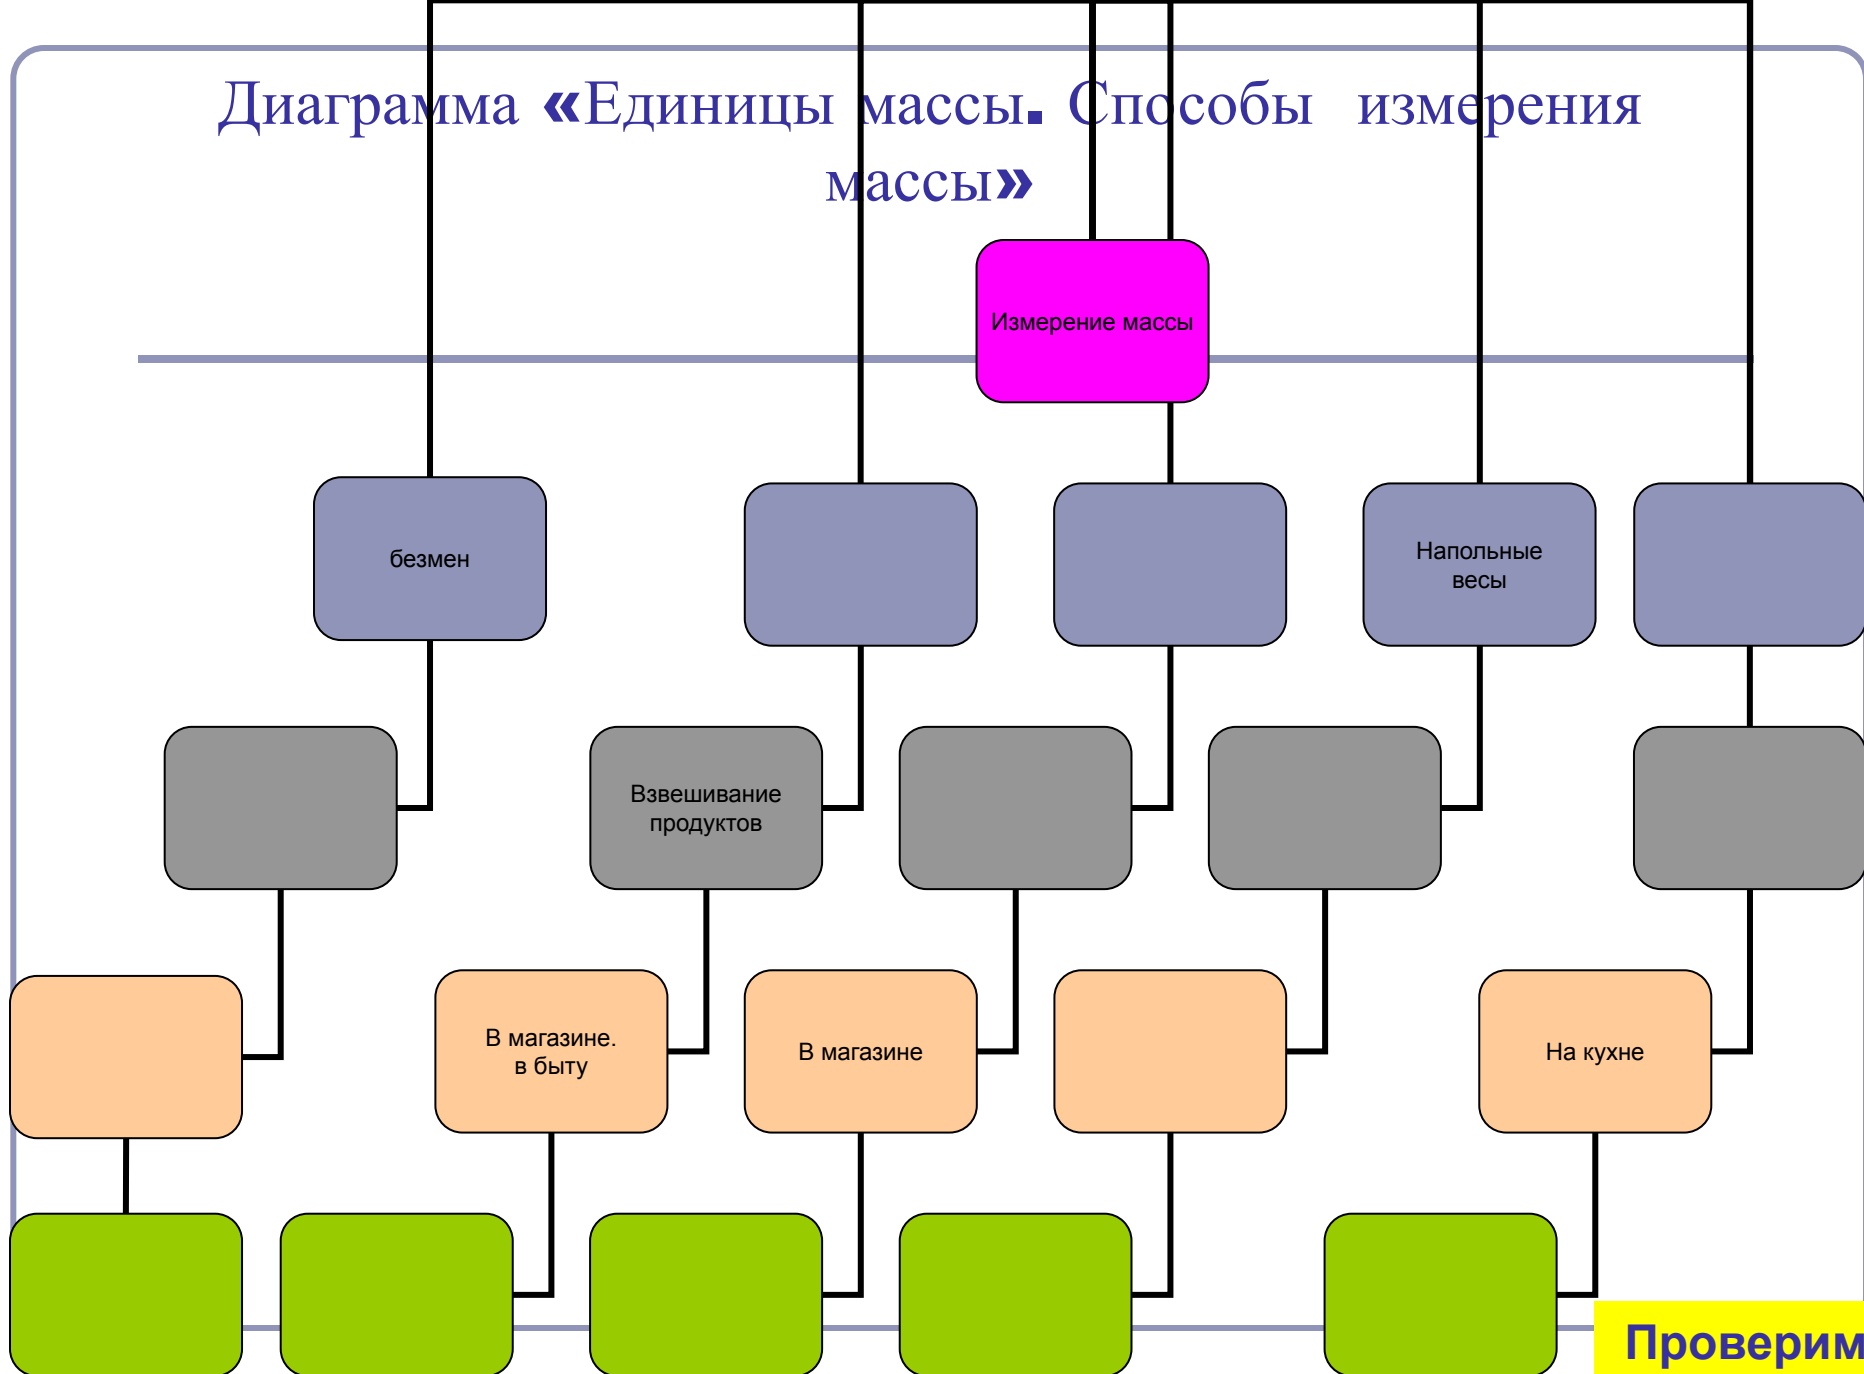 Диаграмма «Единицы массы. Способы измерения
массы»
Измерение массы
безмен
Напольные
весы
Взвешивание
продуктов
В магазине.
в быту
В магазине
На кухне
Проверим